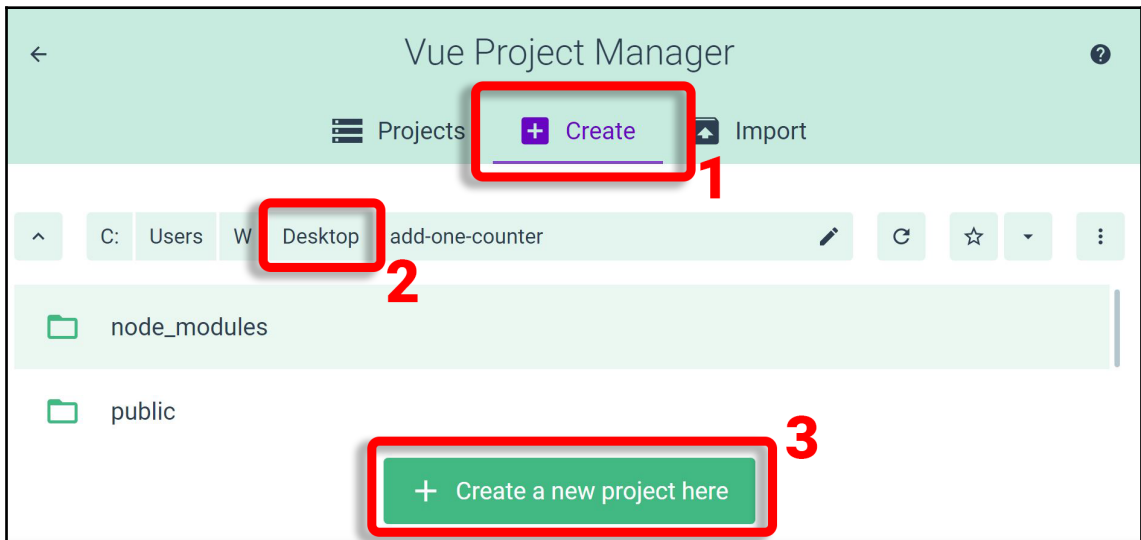 Vue Project Manager
Projects Create Import
1
C: Users W Desktop add-one-counter
2
node_modules
public
3
Create a new project here